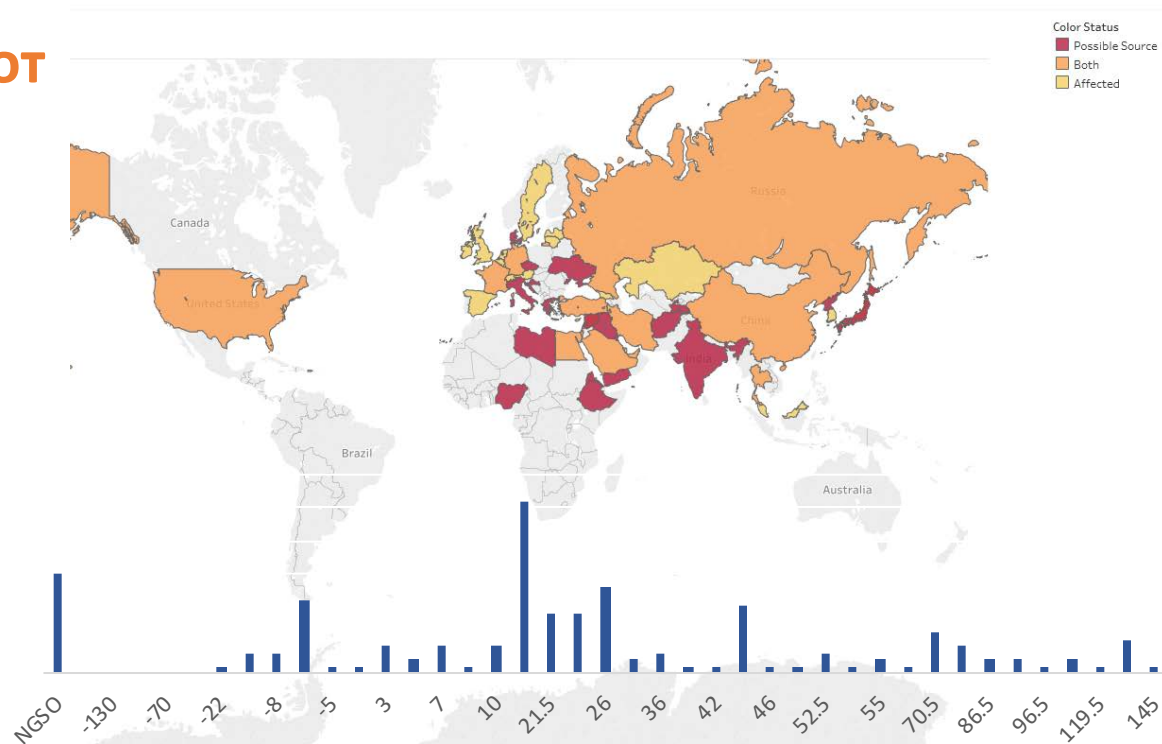 OT
Color Status
Possible Source
Both
Affected
Russia
Canada
United States
China
India
Brazil
Australia
NGSO
-130
-70
-22
-8
-5
3
7
10
21.5
26
36
42
46
52.5
55
70.5
86.5
96.5
119.5
145